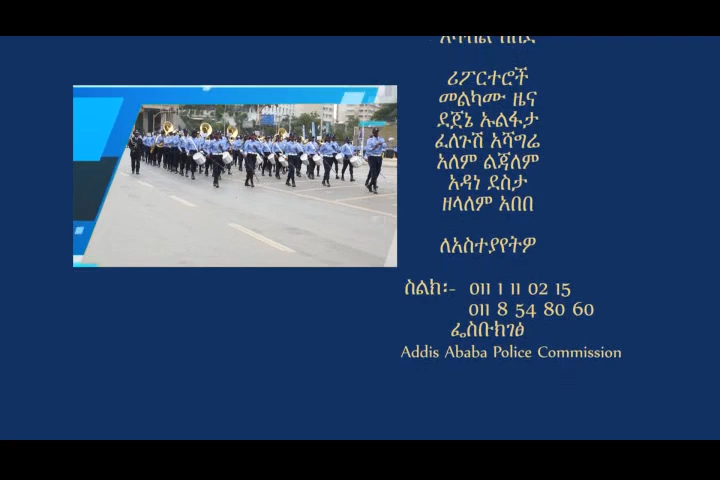 ሪፖርተሮች
መልካሙ ዜና
ደጀኔ ኡልፋታ
ፈለጉሽ አሻግሬ
አለም ልጃለም
አዳነ ደስታ
ዘላለም አበበ
ለአስተያየትዎ
ስልክ፡- 011 1 11 02 15
011 8 54 80 60
ፌስቡክገፅ
Addis Ababa Police Commission